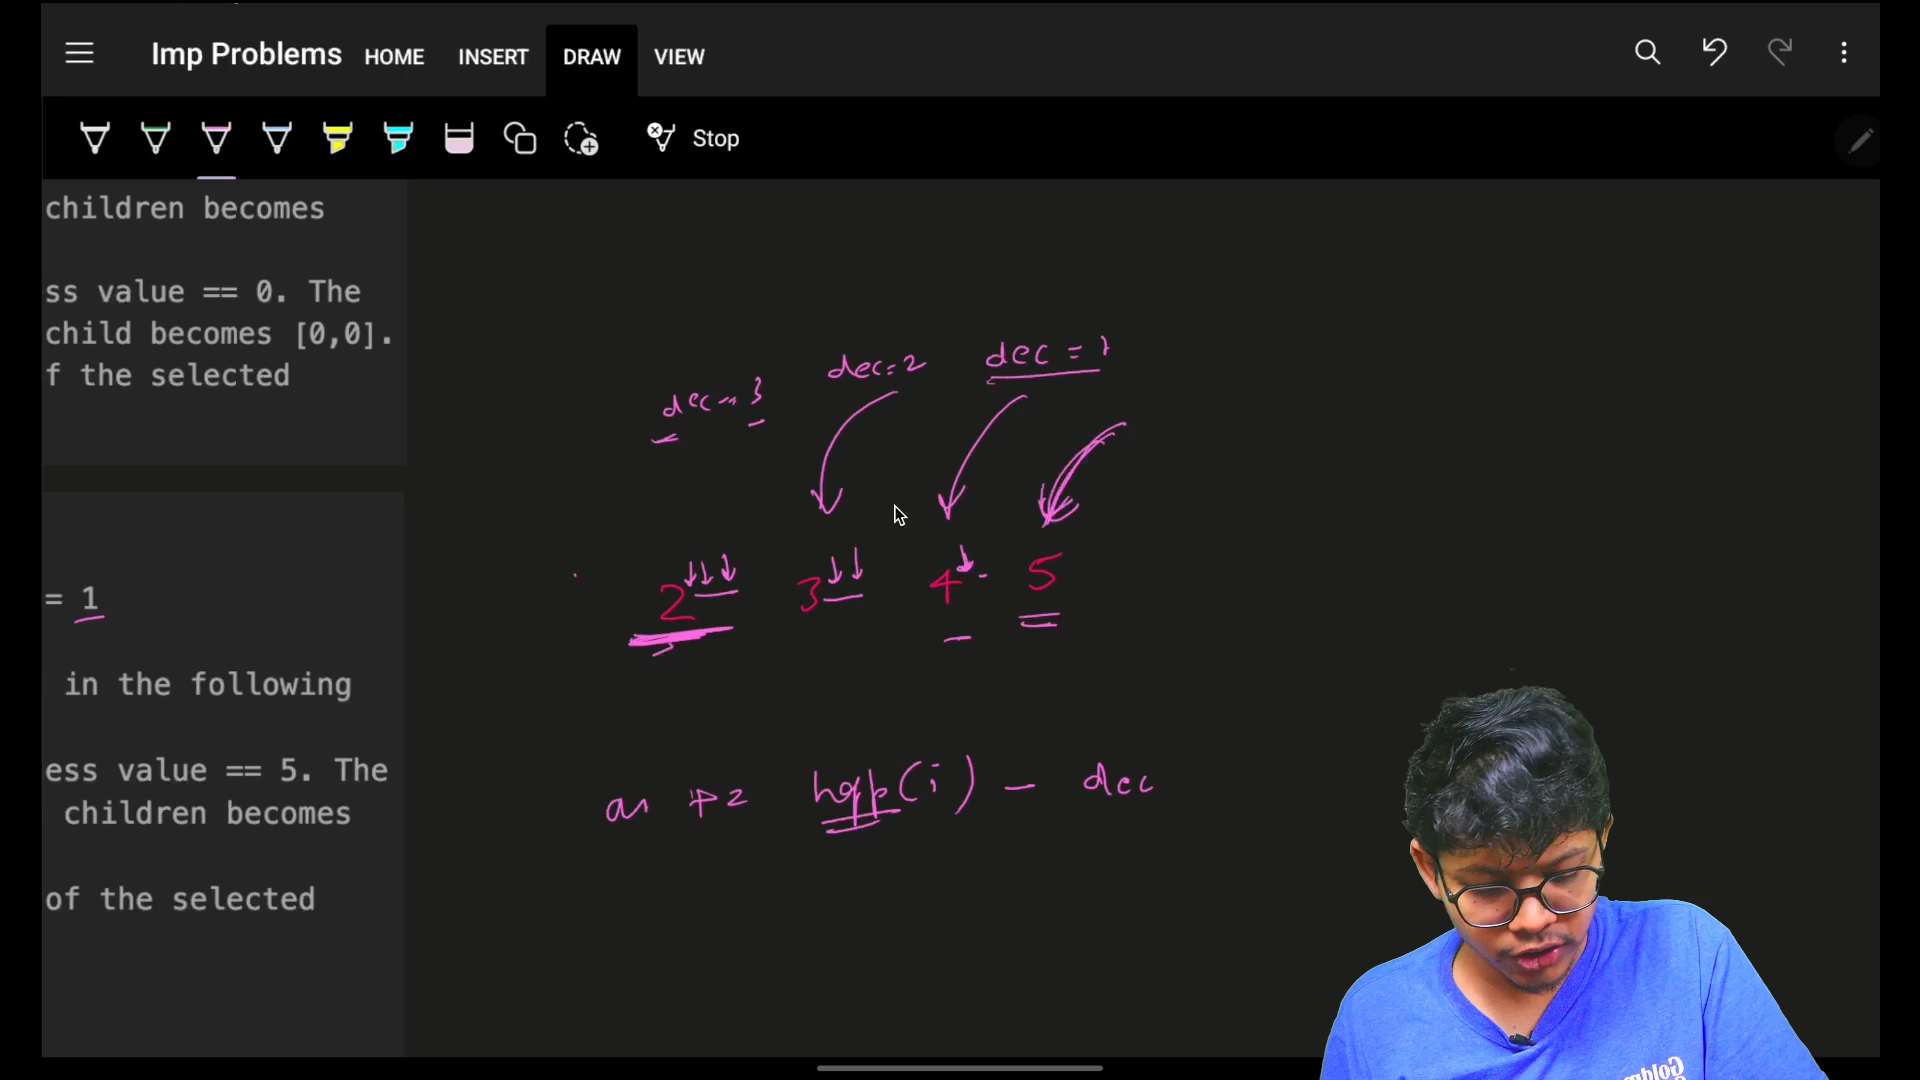 Imp Problems HOME INSERT DRAW VIEW
Stop
children becomes
ss value == 0. The
child becomes [0,0].
f the selected
= 1
in the following
ess value == 5. The
children becomes
of the selected
dec = 3 dec=2 dec = 1
2 3 4 5
+= hap(i) - dec